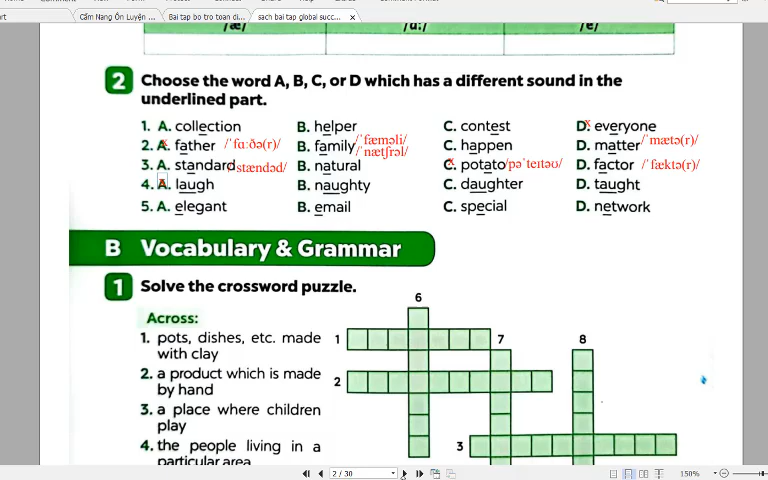 Cẩm Nang Ôn Luyện ...
Bai tap bo tro toan di...
sach bai tap global succ...
/æ/ /ɑː/ /e/
2 Choose the word A, B, C, or D which has a different sound in the
underlined part.
1. A. collection B. helper C. contest D. everyone
2. A. father /ˈfɑːðə(r)/ B. family /ˈfæməli/ C. happen D. matter /ˈmætə(r)/
3. A. standard /stændəd/ B. natural /ˈnætʃrəl/ C. potato /pəˈteɪtəʊ/ D. factor /ˈfæktə(r)/
4. A. laugh B. naughty C. daughter D. taught
5. A. elegant B. email C. special D. network
B Vocabulary & Grammar
1 Solve the crossword puzzle.
Across:
1. pots, dishes, etc. made
with clay
2. a product which is made
by hand
3. a place where children
play
4. the people living in a
particular area
6
1
7
8
2
3
2 / 30
150%